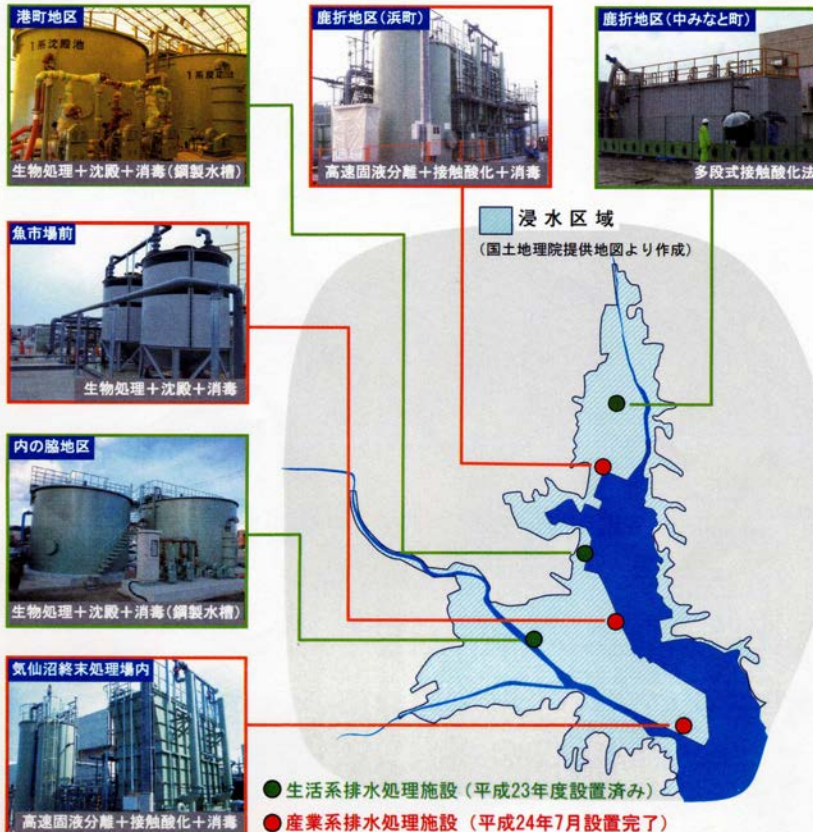 港町地区
1系沈殿池
生物処理+沈殿+消毒(鋼製水槽)
鹿折地区(浜町)
高速固液分離+接触酸化+消毒
鹿折地区(中みなと町)
多段式接触酸化法
浸水区域
(国土地理院提供地図より作成)
魚市場前
生物処理+沈殿+消毒
内の脇地区
生物処理+沈殿+消毒(鋼製水槽)
気仙沼終末処理場内
高速固液分離+接触酸化+消毒
生活系排水処理施設(平成23年度設置済み)
産業系排水処理施設(平成24年7月設置完了)